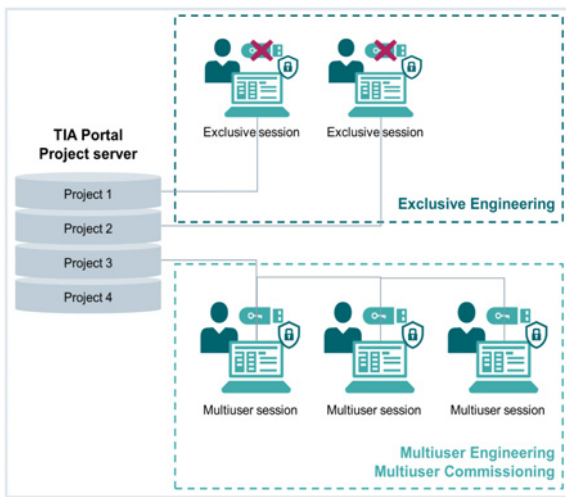 Exclusive session
Exclusive session
TIA Portal
Project server
Project 1
Project 2
Exclusive Engineering
Project 3
Project 4
Multiuser session
Multiuser session
Multiuser session
Multiuser Engineering
Multiuser Commissioning